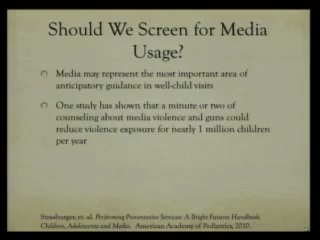 Should We Screen for Media
Usage?
Media may represent the most important area of
anticipatory guidance in well-child visits
One study has shown that a minute or two of
counseling about media violence and guns could
reduce violence exposure for nearly 1 million children
per year
Strasburger, et. al, Performing Preventative Services: A Bright Futures Handbook.
Children, Adolescents and Media. American Academy of Pediatrics, 2010.